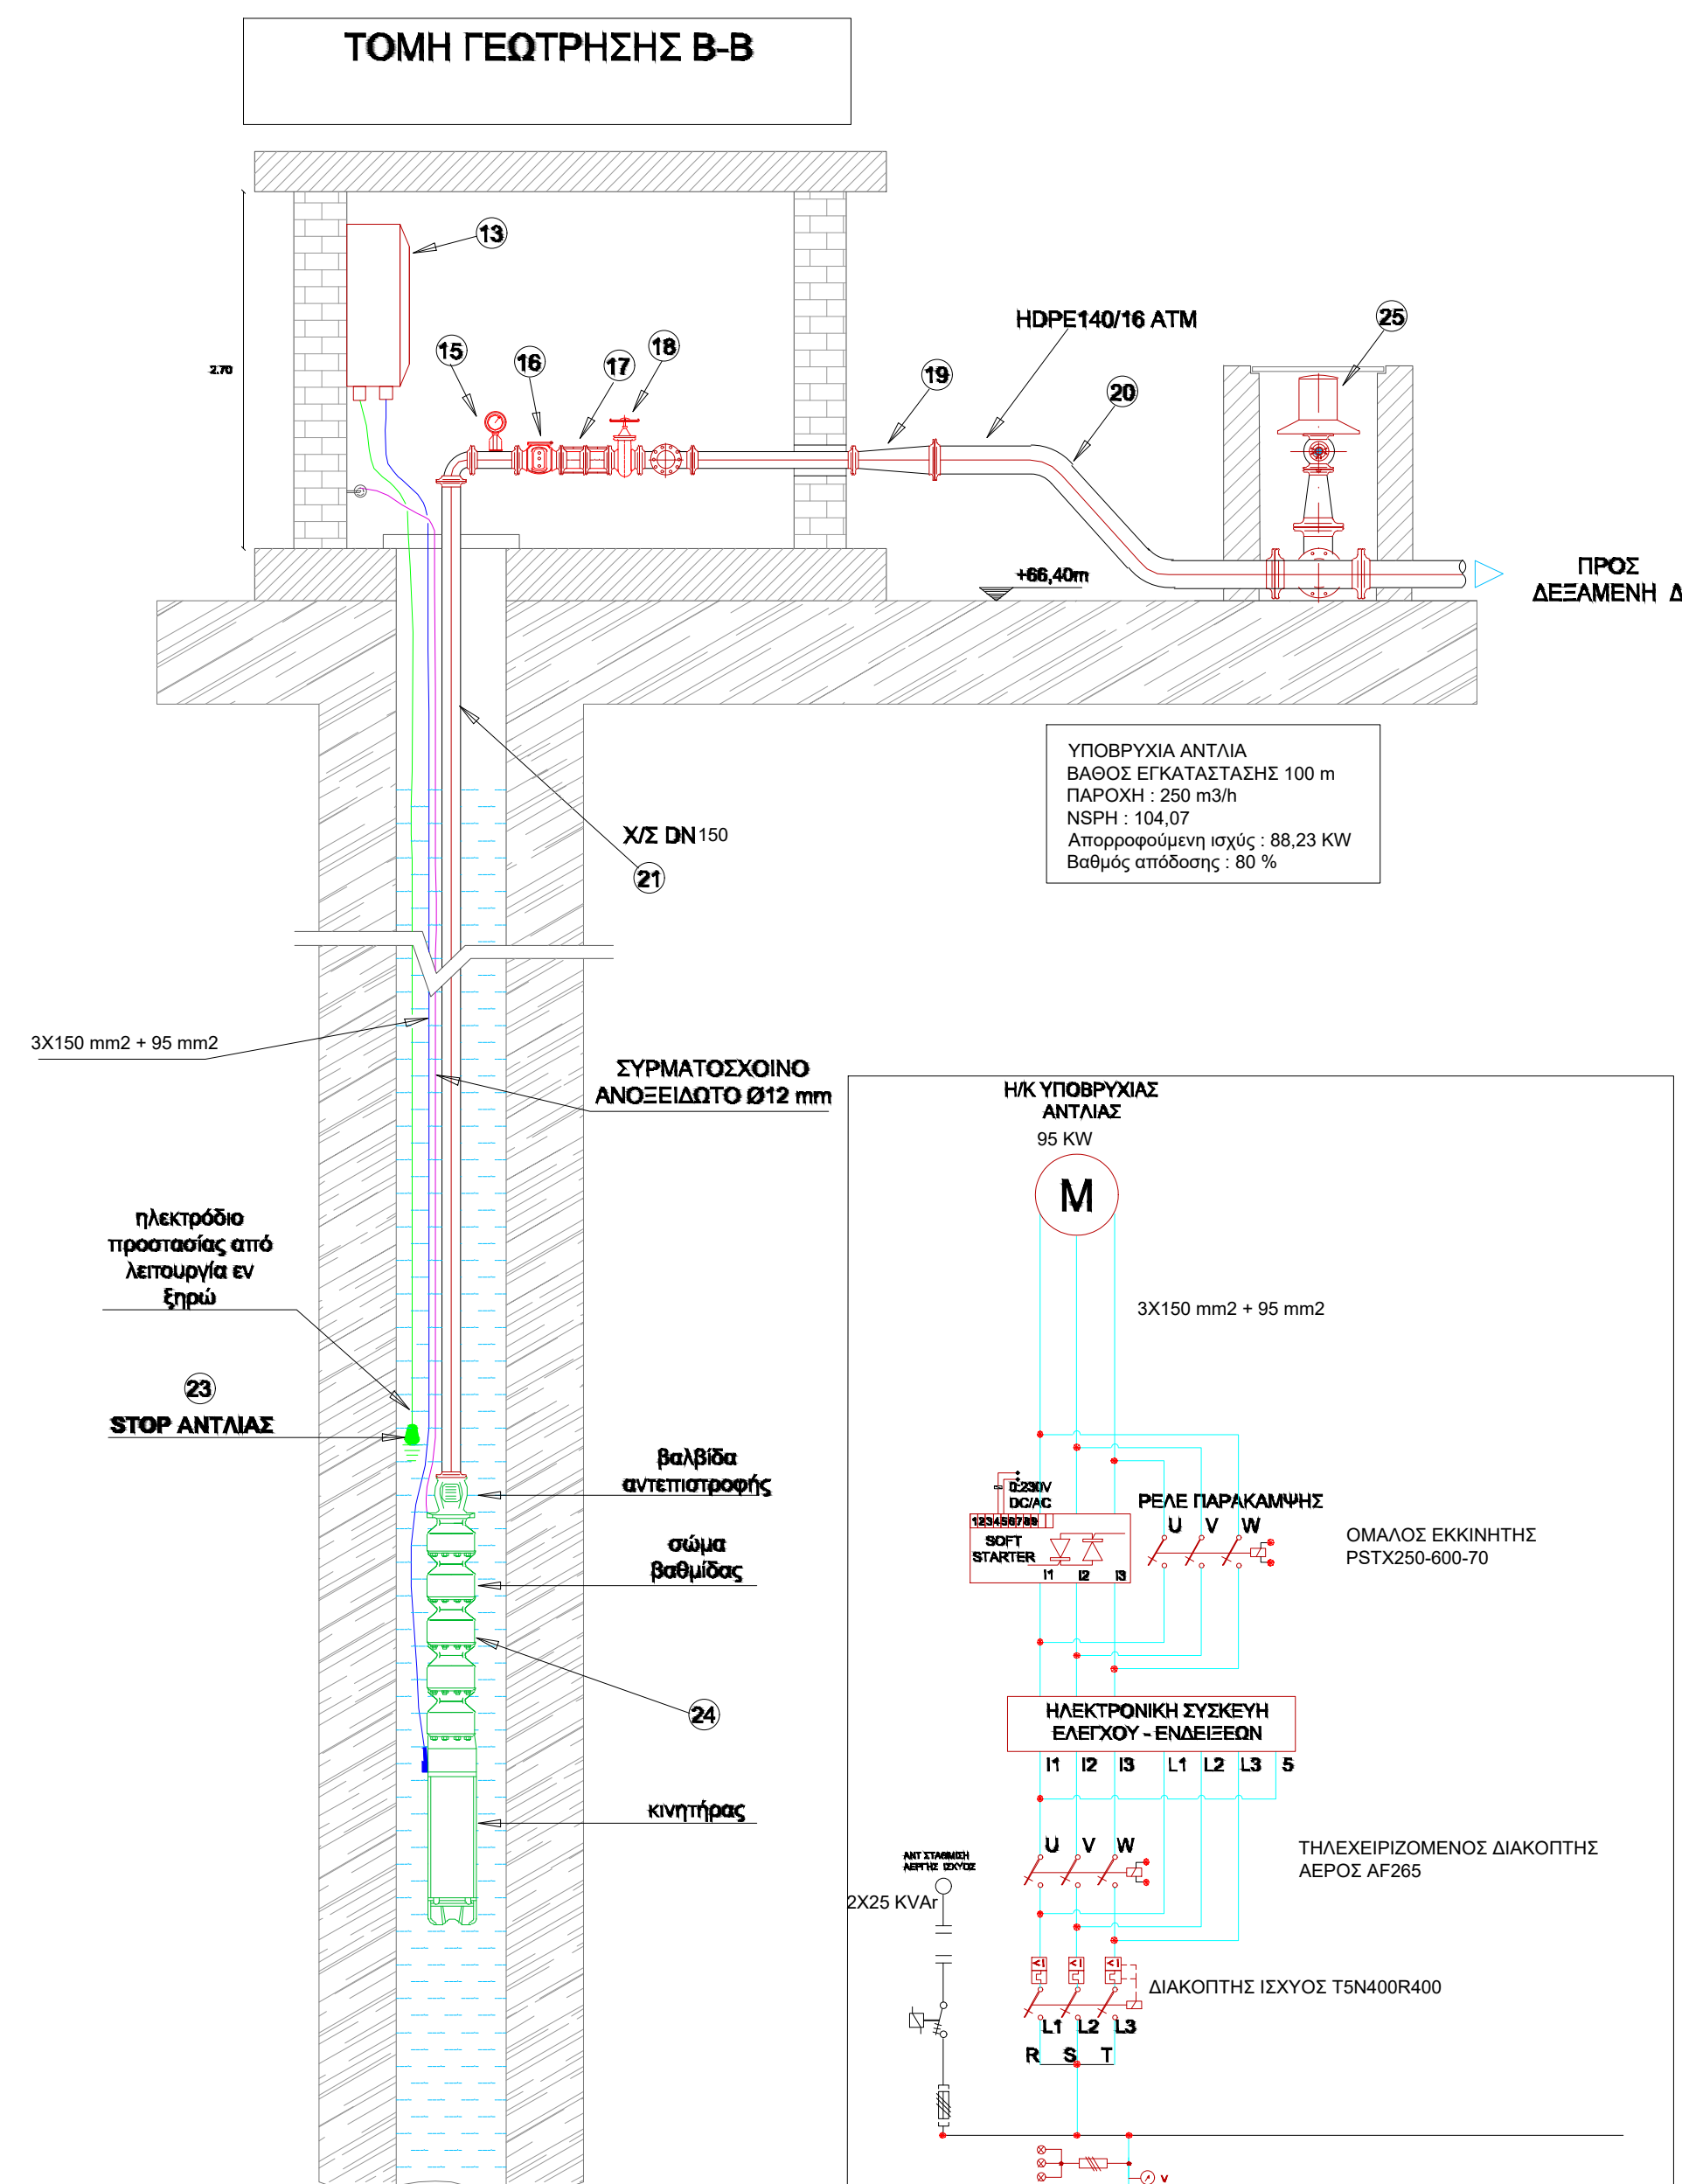 ΤΟΜΗ ΓΕΩΤΡΗΣΗΣ Β-Β
13
2.70
15
16
17
18
19
HDPE140/16 ATM
20
25
+66,40m
ΠΡΟΣ
ΔΕΞΑΜΕΝΗ Δ
ΥΠΟΒΡΥΧΙΑ ΑΝΤΛΙΑ
ΒΑΘΟΣ ΕΓΚΑΤΑΣΤΑΣΗΣ 100 m
ΠΑΡΟΧΗ : 250 m3/h
NSPH : 104,07
Απορροφούμενη ισχύς : 88,23 KW
Βαθμός απόδοσης : 80 %
Χ/Σ DN 150
21
3X150 mm2 + 95 mm2
ΣΥΡΜΑΤΟΣΧΟΙΝΟ
ΑΝΟΞΕΙΔΩΤΟ Ø12 mm
ηλεκτρόδιο
προστασίας από
λειτουργία εν
ξηρώ
23
STOP ΑΝΤΛΙΑΣ
βαλβίδα
αντεπιστροφής
σώμα
βαθμίδας
24
κινητήρας
Η/Κ ΥΠΟΒΡΥΧΙΑΣ
ΑΝΤΛΙΑΣ
95 KW
M
3X150 mm2 + 95 mm2
DC/AC
123456789
SOFT
STARTER
I1 I2 I3
ΡΕΛΕ ΠΑΡΑΚΑΜΨΗΣ
U V W
ΟΜΑΛΟΣ ΕΚΚΙΝΗΤΗΣ
PSTX250-600-70
ΗΛΕΚΤΡΟΝΙΚΗ ΣΥΣΚΕΥΗ
ΕΛΕΓΧΟΥ - ΕΝΔΕΙΞΕΩΝ
I1 I2 I3 L1 L2 L3 5
U V W
ΤΗΛΕΧΕΙΡΙΖΟΜΕΝΟΣ ΔΙΑΚΟΠΤΗΣ
ΑΕΡΟΣ AF265
2X25 KVAr
ΔΙΑΚΟΠΤΗΣ ΙΣΧΥΟΣ T5N400R400
L1 L2 L3
R S T
V